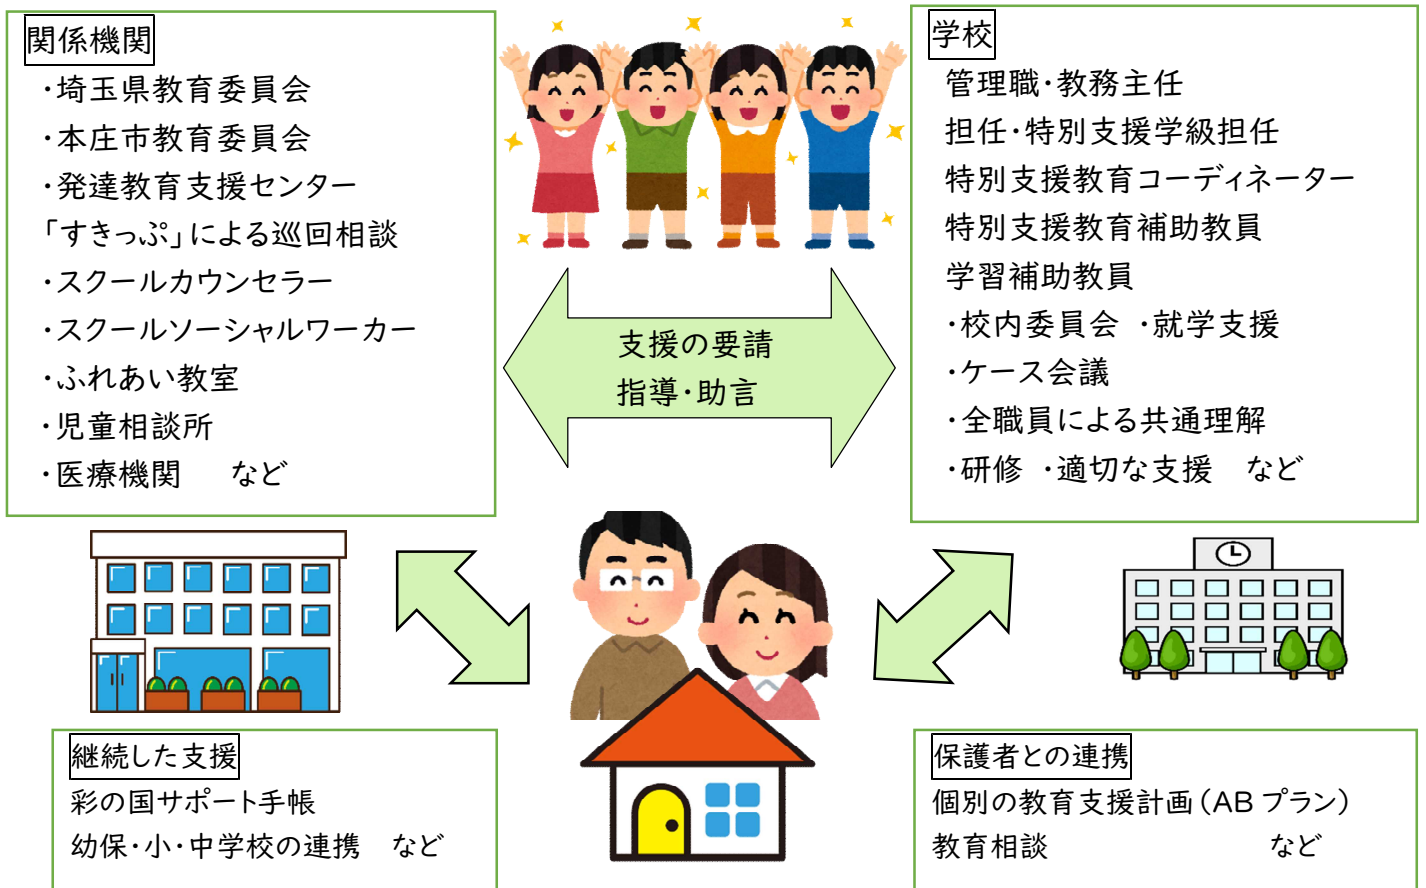 関係機関
・埼玉県教育委員会
・本庄市教育委員会
・発達教育支援センター
「すきっぷ」による巡回相談
・スクールカウンセラー
・スクールソーシャルワーカー
・ふれあい教室
・児童相談所
・医療機関　など
支援の要請
指導・助言
学校
管理職・教務主任
担任・特別支援学級担任
特別支援教育コーディネーター
特別支援教育補助教員
学習補助教員
・校内委員会 ・就学支援
・ケース会議
・全職員による共通理解
・研修 ・適切な支援　など
継続した支援
彩の国サポート手帳
幼保・小・中学校の連携　など
保護者との連携
個別の教育支援計画（ABプラン）
教育相談　など